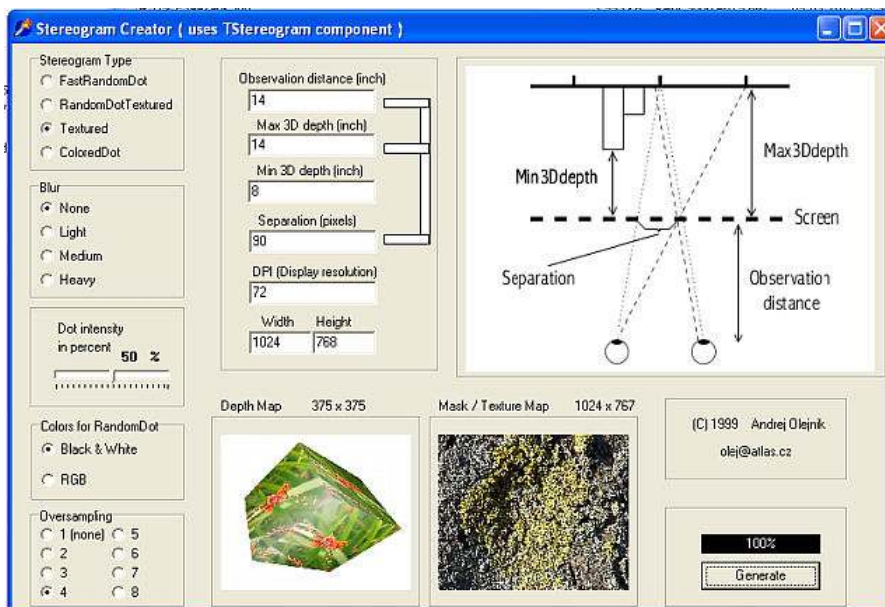 Stereogram Creator ( uses TStereogram component )
Stereogram Type
FastRandomDot
RandomDotTextured
Textured
ColoredDot
Blur
None
Light
Medium
Heavy
Dot intensity
in percent 50 %
Colors for RandomDot
Black & White
RGB
Oversampling
1 (none) 5
2 6
3 7
4 8
Observation distance (inch)
14
Max 3D depth (inch)
14
Min 3D depth (inch)
8
Separation (pixels)
90
DPI (Display resolution)
72
Width Height
1024 768
Max3Ddepth
Min3Ddepth
Screen
Separation
Observation
distance
Depth Map 375 x 375
Mask / Texture Map 1024 x 767
(C) 1999 Andrej Olejnik
olej@atlas.cz
100%
Generate